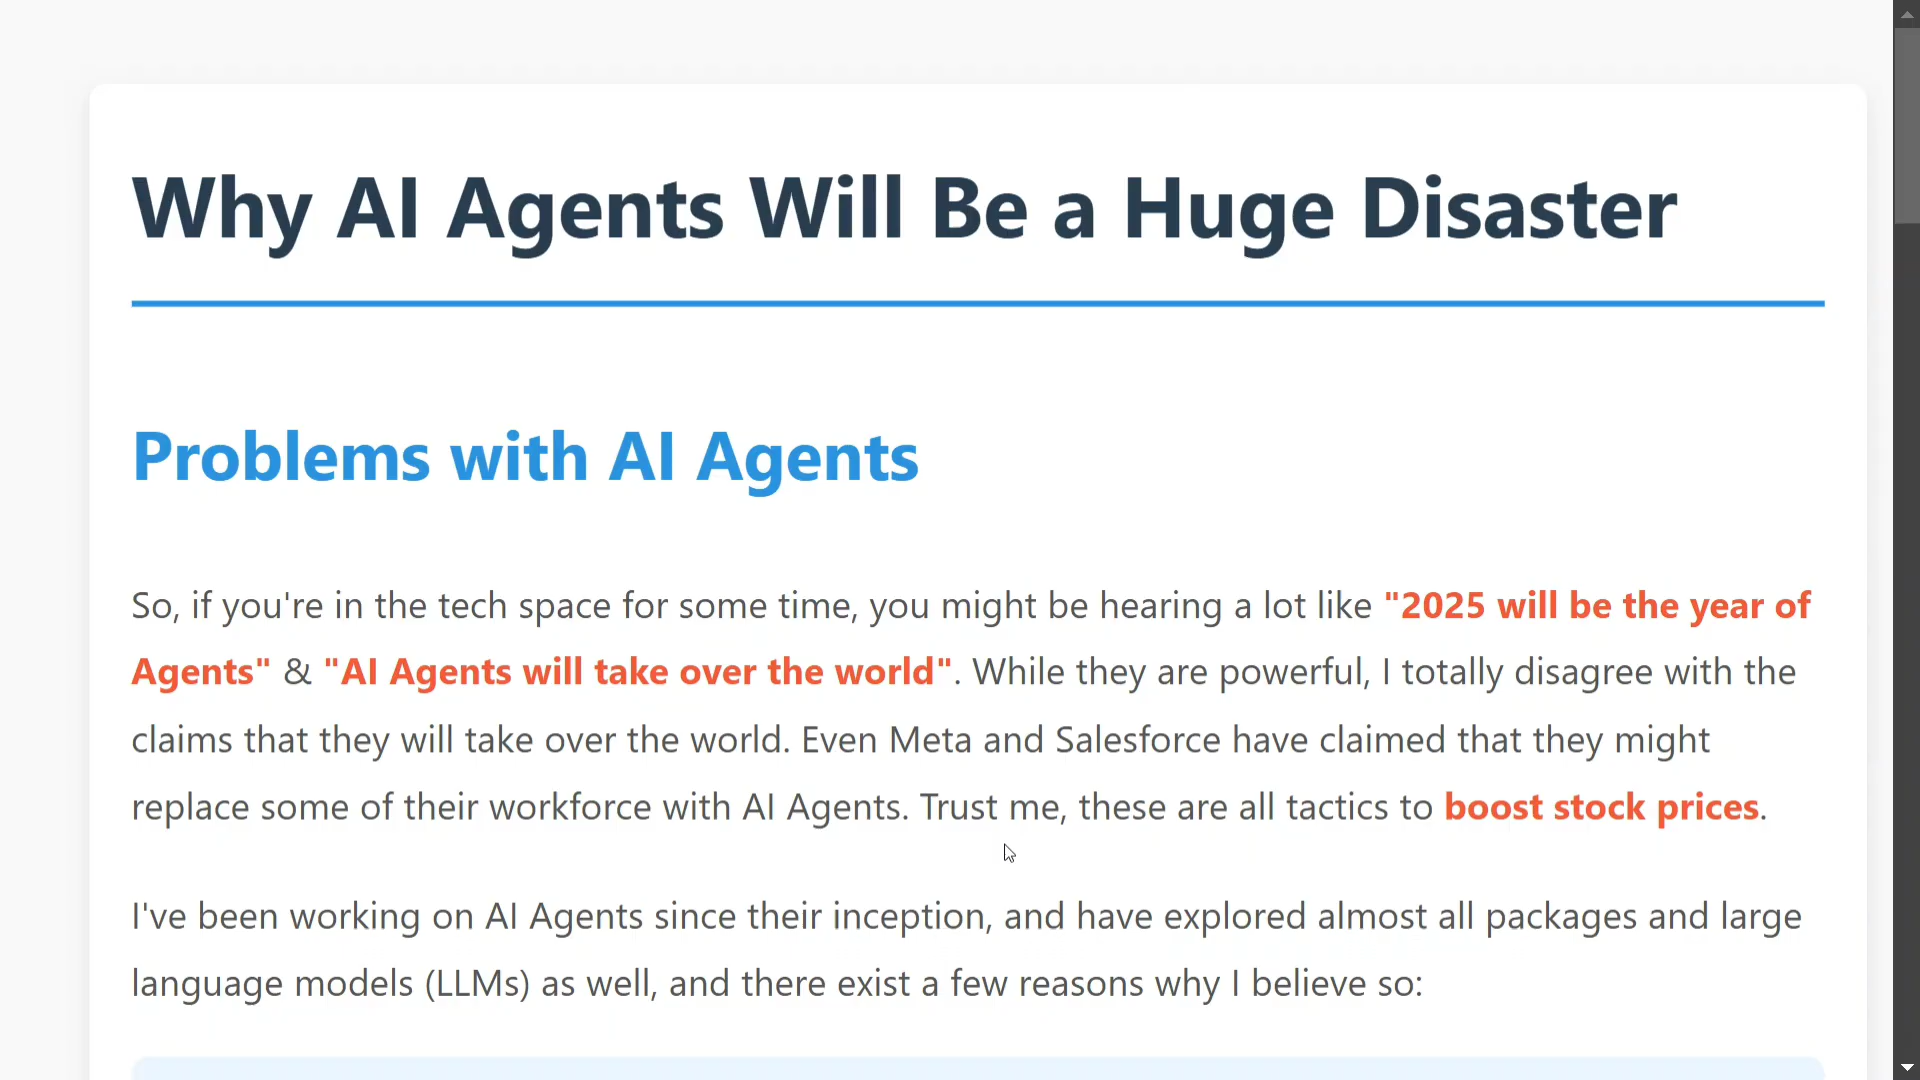 Why AI Agents Will Be a Huge Disaster
Problems with AI Agents
So, if you're in the tech space for some time, you might be hearing a lot like "2025 will be the year of
Agents" & "AI Agents will take over the world". While they are powerful, I totally disagree with the
claims that they will take over the world. Even Meta and Salesforce have claimed that they might
replace some of their workforce with AI Agents. Trust me, these are all tactics to boost stock prices.
I've been working on AI Agents since their inception, and have explored almost all packages and large
language models (LLMs) as well, and there exist a few reasons why I believe so: